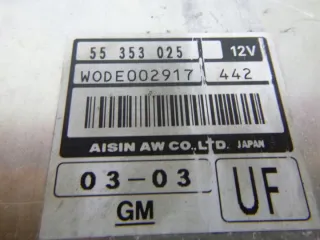 55 353 025 12V
WODE002917 442
AISIN AW CO.,LTD. JAPAN
03-03 UF
GM